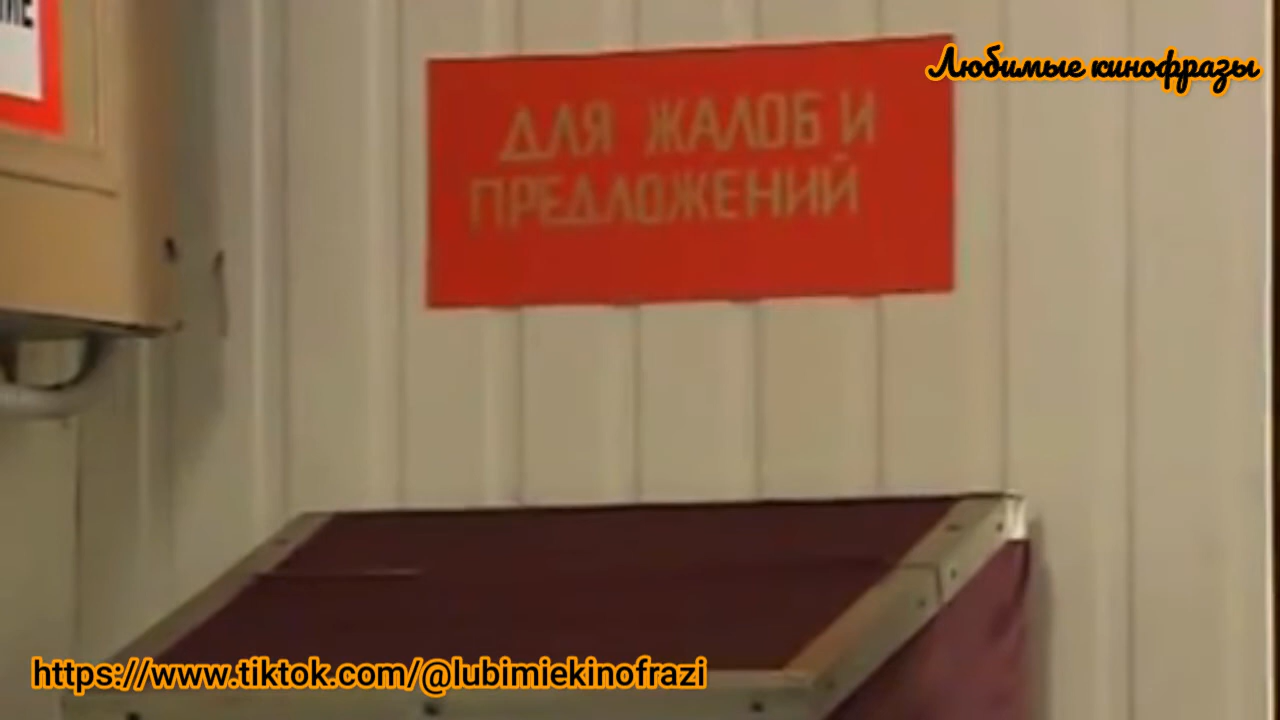 Любимые кинофразы
ДЛЯ ЖАЛОБ И
ПРЕДЛОЖЕНИЙ
https://www.tiktok.com/@lubimiekinofrazi